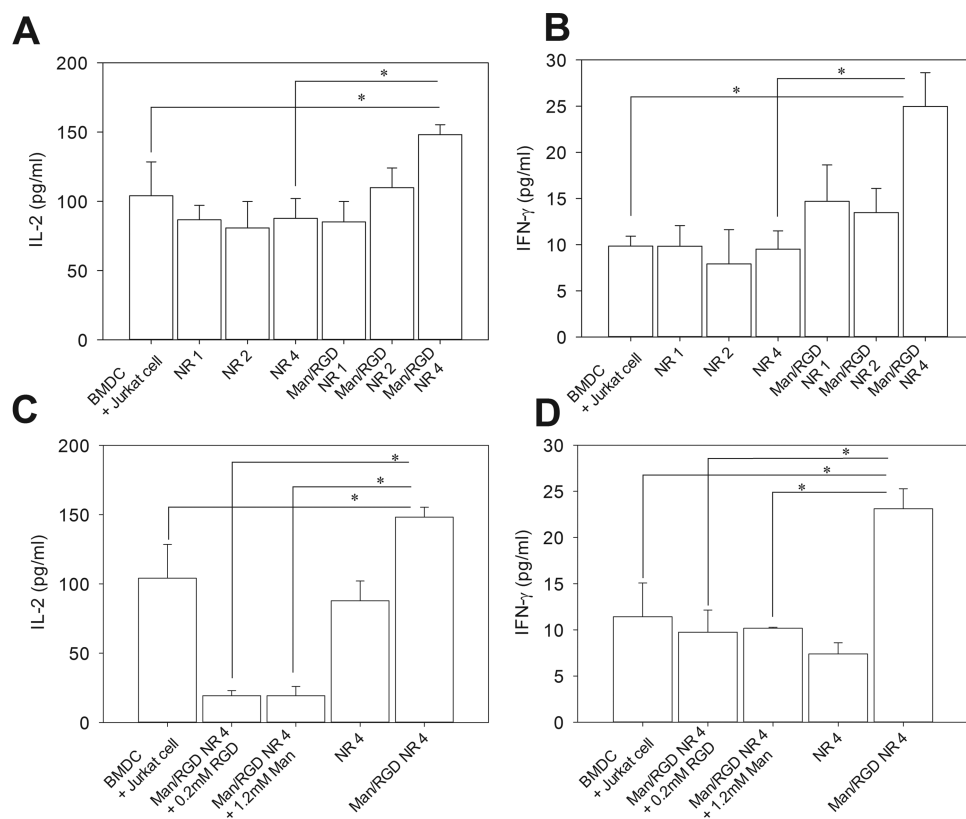 A
200
150
100
50
0
IL-2 (pg/ml)
*
*
BMDC
+ Jurkat cell
NR 1
NR 2
NR 4
Man/RGD
NR 1
Man/RGD
NR 2
Man/RGD
NR 4
B
30
25
20
15
10
5
0
IFN-γ (pg/ml)
*
*
BMDC
+ Jurkat cell
NR 1
NR 2
NR 4
Man/RGD
NR 1
Man/RGD
NR 2
Man/RGD
NR 4
C
200
150
100
50
0
IL-2 (pg/ml)
*
*
*
BMDC
+ Jurkat cell
Man/RGD NR 4
+ 0.2mM RGD
Man/RGD NR 4
+ 1.2mM Man
NR 4
Man/RGD NR 4
D
30
25
20
15
10
5
0
IFN-γ (pg/ml)
*
*
*
BMDC
+ Jurkat cell
Man/RGD NR 4
+ 0.2mM RGD
Man/RGD NR 4
+ 1.2mM Man
NR 4
Man/RGD NR 4